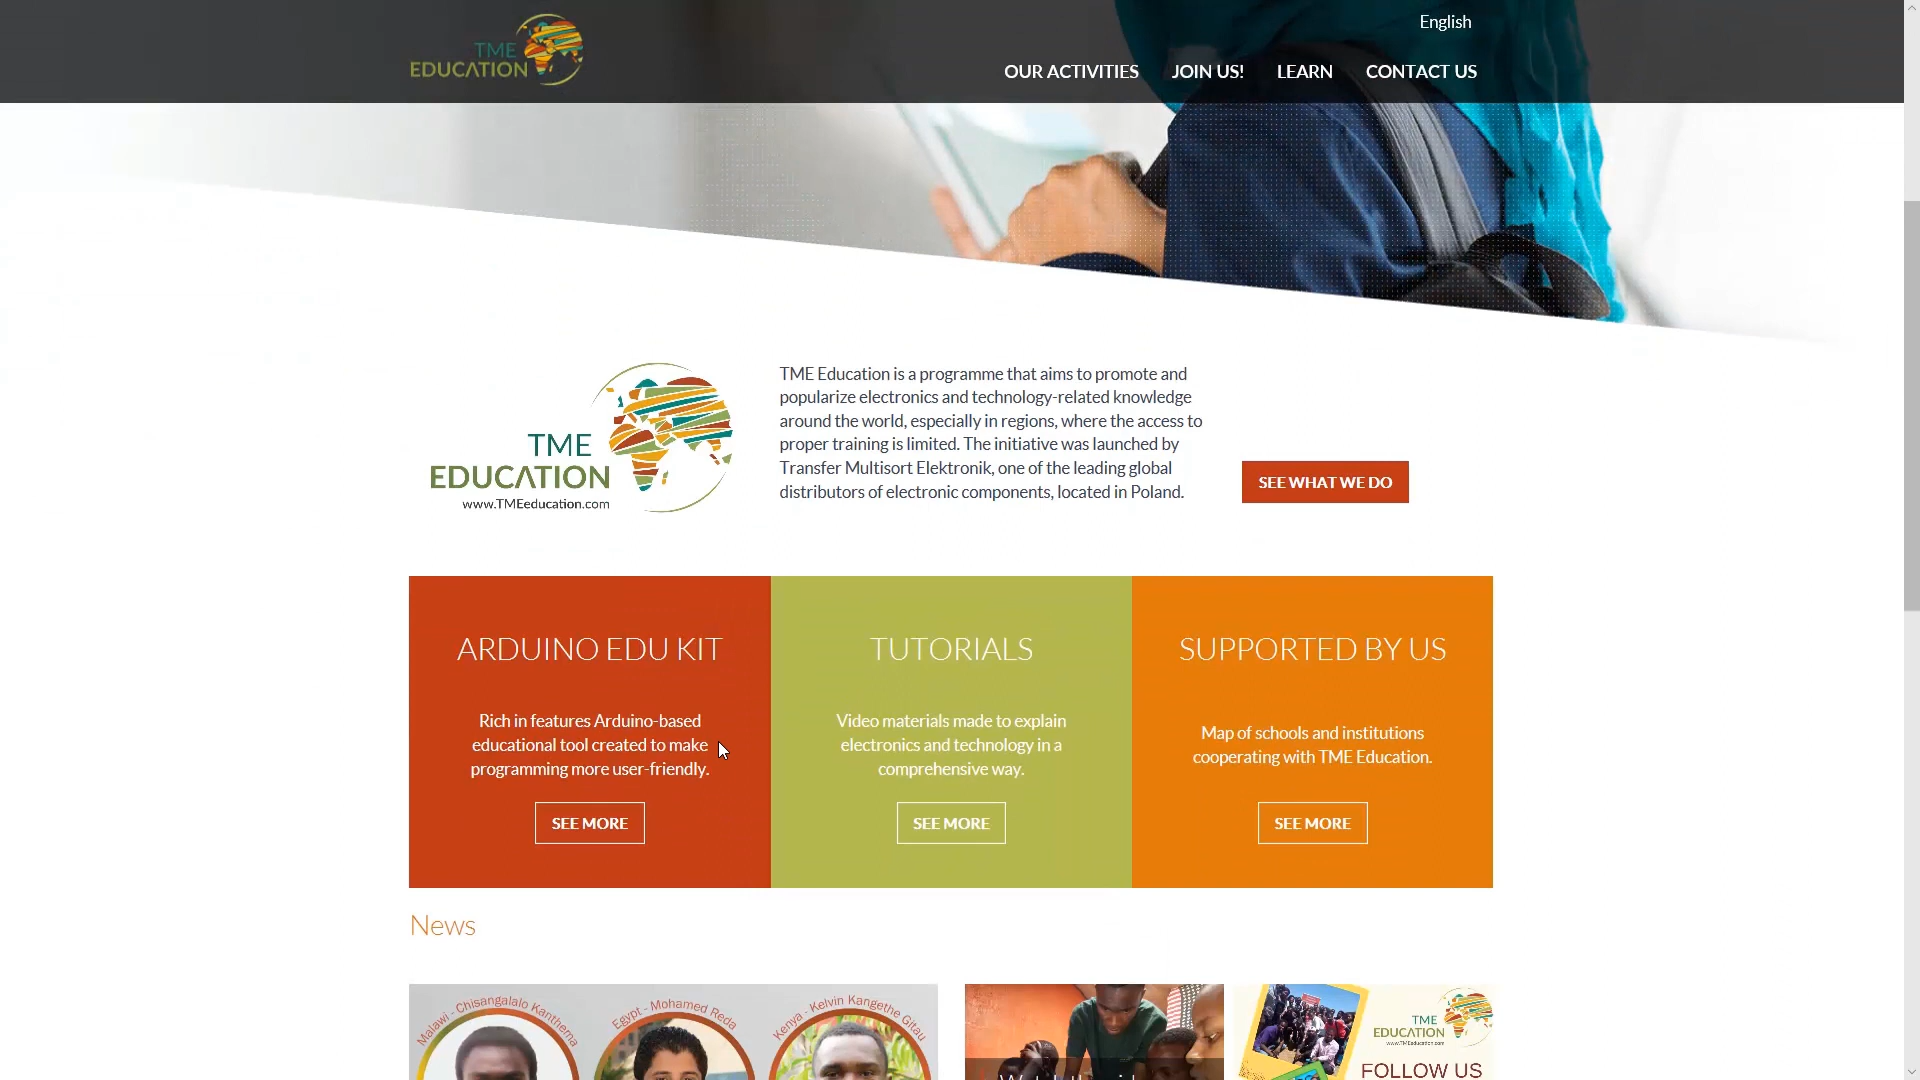 English
TME
EDUCATION
OUR ACTIVITIES
JOIN US!
LEARN
CONTACT US
TME Education is a programme that aims to promote and
popularize electronics and technology-related knowledge
around the world, especially in regions, where the access to
proper training is limited. The initiative was launched by
Transfer Multisort Elektronik, one of the leading global
distributors of electronic components, located in Poland.
TME
EDUCATION
www.TMEeducation.com
SEE WHAT WE DO
ARDUINO EDU KIT
Rich in features Arduino-based
educational tool created to make
programming more user-friendly.
SEE MORE
TUTORIALS
Video materials made to explain
electronics and technology in a
comprehensive way.
SEE MORE
SUPPORTED BY US
Map of schools and institutions
cooperating with TME Education.
SEE MORE
News
Malawi - Chisangalalo Kanthema
Egypt - Mohamed Reda
Kenya - Kelvin Kangethe Gitau
TME
EDUCATION
www.TMEeducation.com
FOLLOW US